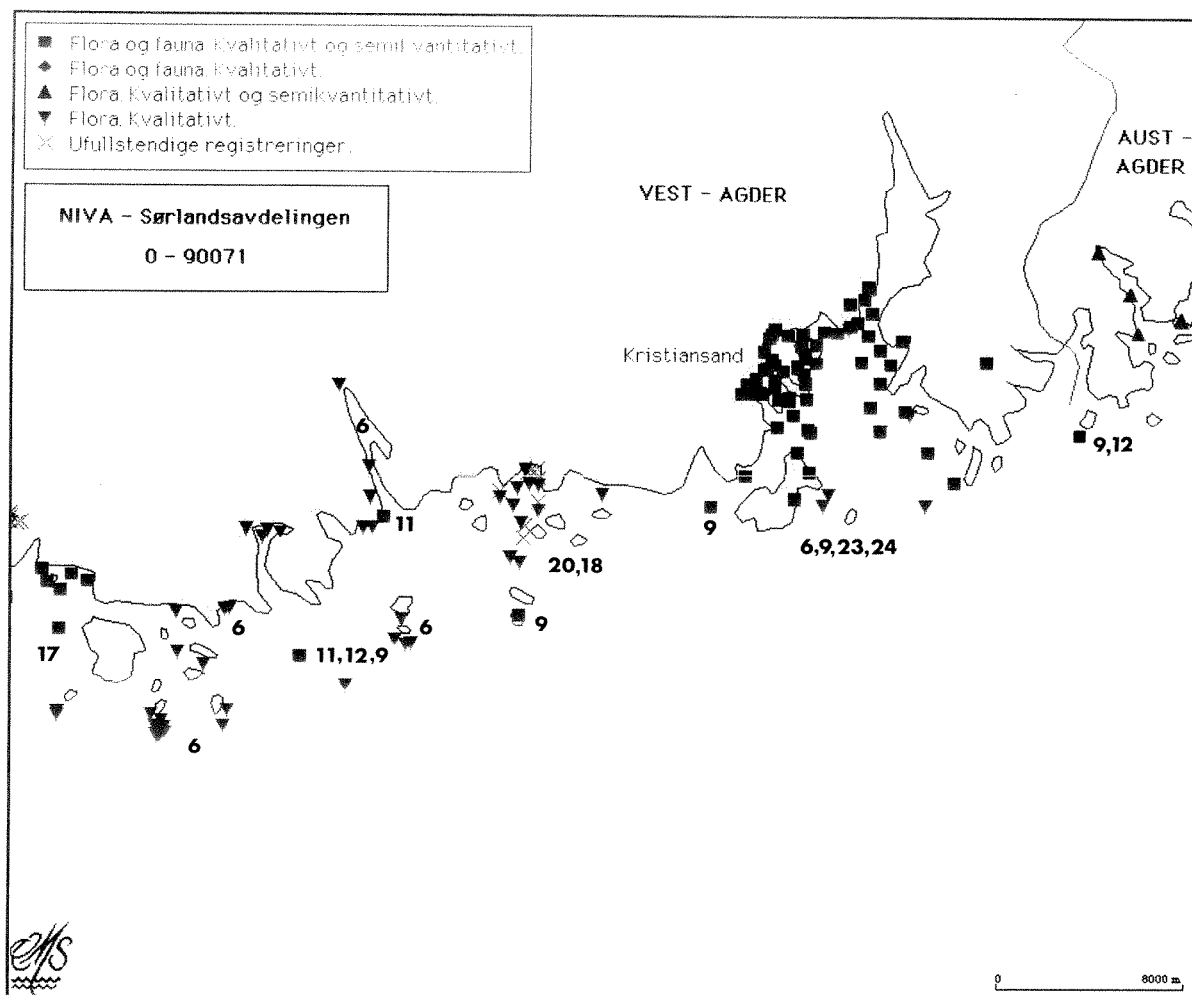 Flora og fauna. Kvalitativt og semikvantitativt.
Flora og fauna. Kvalitativt.
Flora. Kvalitativt og semikvantitativt.
Flora. Kvalitativt.
Ufullstendige registreringer.
NIVA - Sørlandsavdelingen
0 - 90071
VEST - AGDER
AUST -
AGDER
Kristiansand
6
9,12
11
9
6,9,23,24
20,18
6
6
9
17
11,12,9
6
0 8000 m